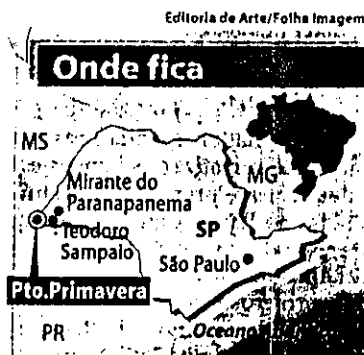 Editoria de Arte/Folha Imagem
Onde fica
MS
MG
Mirante do
Paranapanema
Teodoro
Sampaio
SP
São Paulo
Pto.Primavera
PR
Oceano